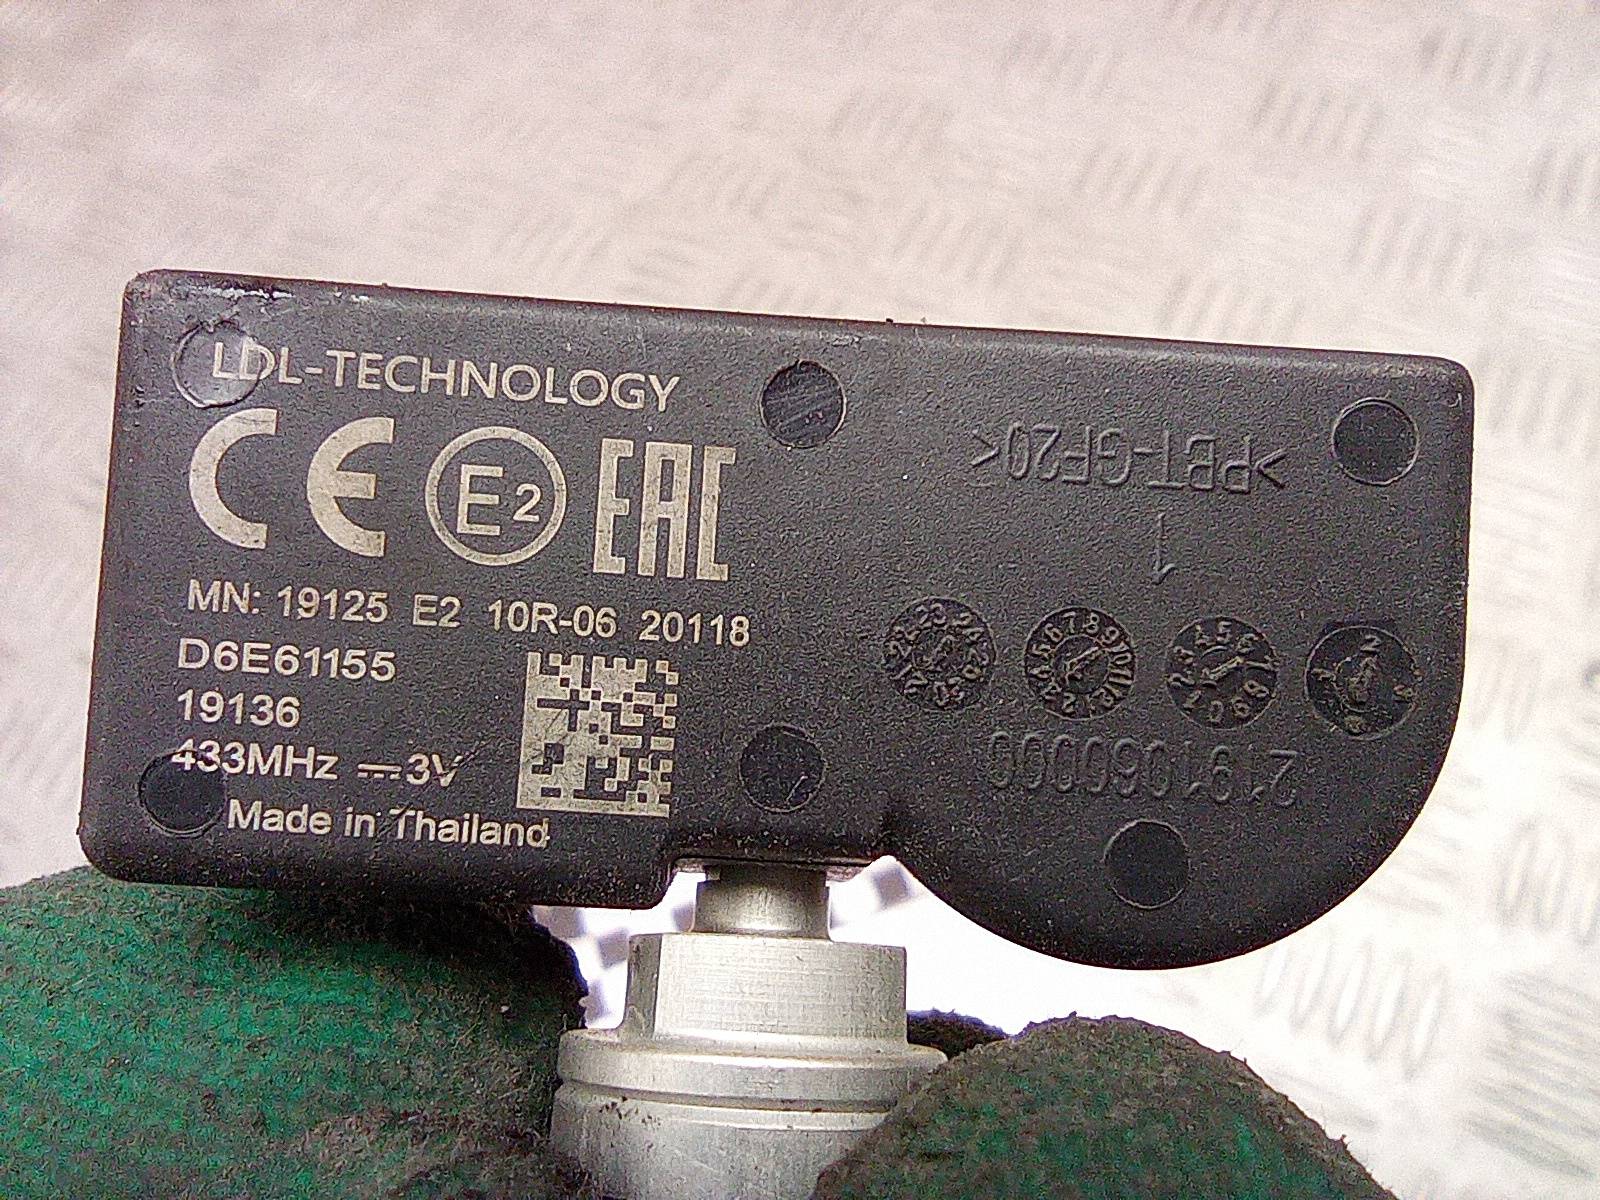 LDL-TECHNOLOGY
CE E2 EAC
MN: 19125 E2 10R-06 20118
D6E61155
19136
433MHz ⎓ 3V
Made in Thailand
>PBT-GF20<
1